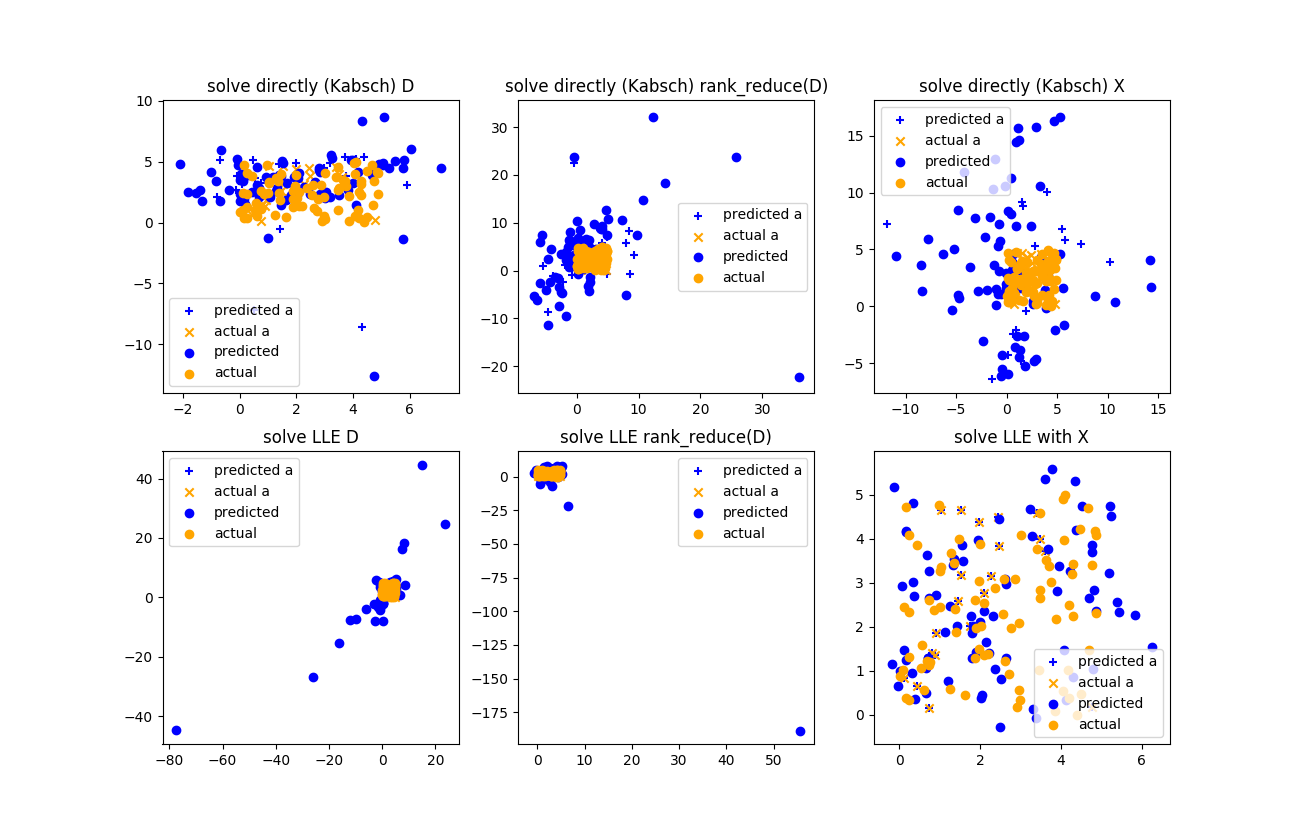 solve directly (Kabsch) D
10
5
0
−5
−10
−2
0
2
4
6
predicted a
actual a
predicted
actual
solve directly (Kabsch) rank_reduce(D)
30
20
10
0
−10
−20
0
10
20
30
predicted a
actual a
predicted
actual
solve directly (Kabsch) X
15
10
5
0
−5
−10
−5
0
5
10
15
predicted a
actual a
predicted
actual
solve LLE D
40
20
0
−20
−40
−80
−60
−40
−20
0
20
predicted a
actual a
predicted
actual
solve LLE rank_reduce(D)
0
−25
−50
−75
−100
−125
−150
−175
0
10
20
30
40
50
predicted a
actual a
predicted
actual
solve LLE with X
5
4
3
2
1
0
0
2
4
6
predicted a
actual a
predicted
actual